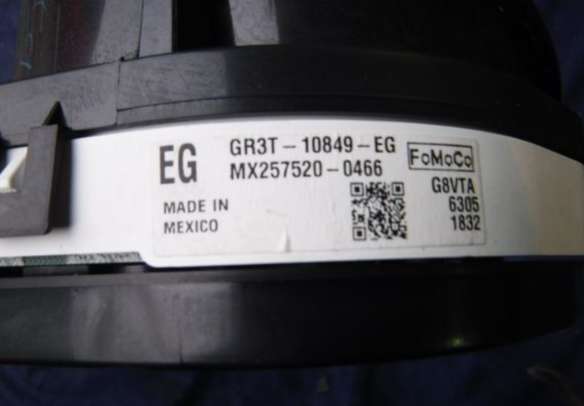 EG
GR3T-10849-EG
MX257520-0466
FoMoCo
MADE IN
MEXICO
G8VTA
6305
1832